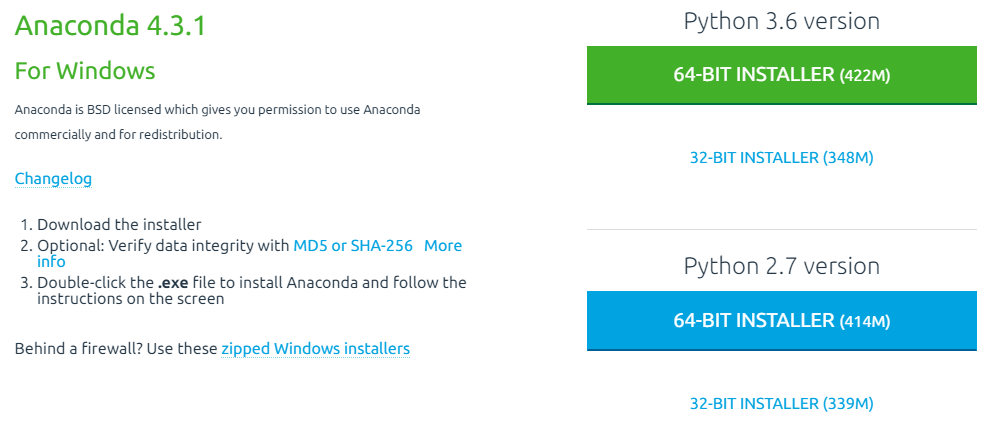 Anaconda 4.3.1
For Windows
Anaconda is BSD licensed which gives you permission to use Anaconda
commercially and for redistribution.
Changelog
1. Download the installer
2. Optional: Verify data integrity with MD5 or SHA-256 More
info
3. Double-click the .exe file to install Anaconda and follow the
instructions on the screen
Behind a firewall? Use these zipped Windows installers
Python 3.6 version
64-BIT INSTALLER (422M)
32-BIT INSTALLER (348M)
Python 2.7 version
64-BIT INSTALLER (414M)
32-BIT INSTALLER (339M)